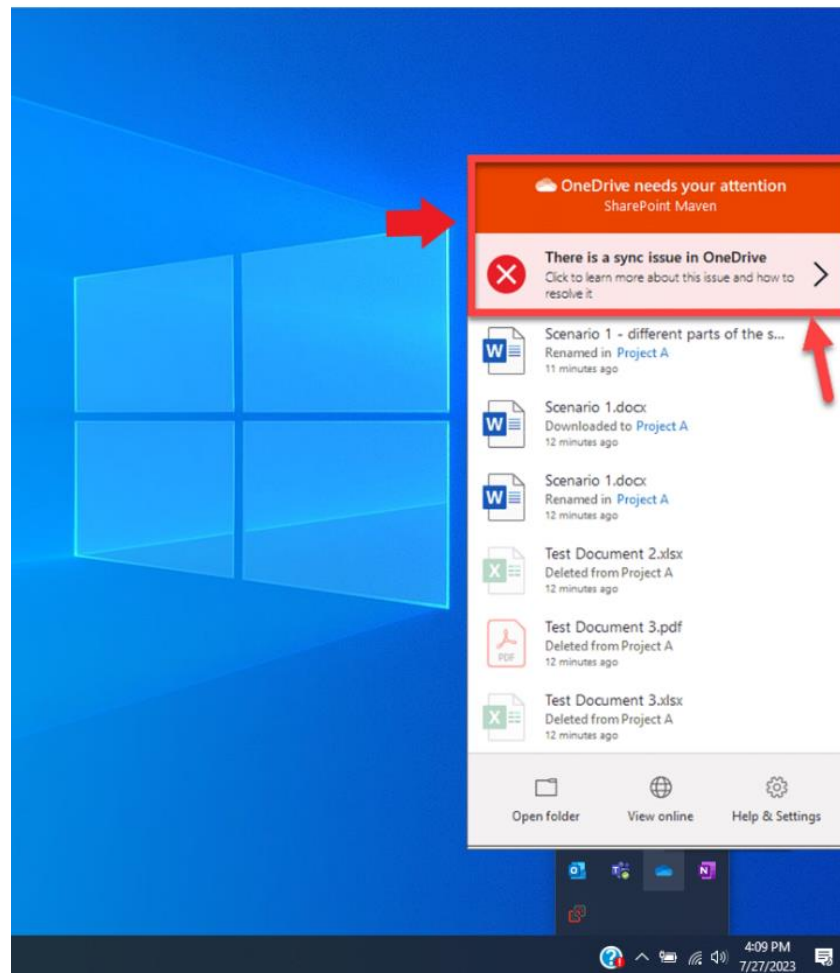 OneDrive needs your attention
SharePoint Maven
There is a sync issue in OneDrive
Click to learn more about this issue and how to
resolve it
Scenario 1 - different parts of the s...
Renamed in Project A
11 minutes ago
Scenario 1.docx
Downloaded to Project A
12 minutes ago
Scenario 1.docx
Renamed in Project A
12 minutes ago
Test Document 2.xlsx
Deleted from Project A
12 minutes ago
Test Document 3.pdf
Deleted from Project A
12 minutes ago
Test Document 3.xlsx
Deleted from Project A
12 minutes ago
Open folder View online Help & Settings
4:09 PM
7/27/2023